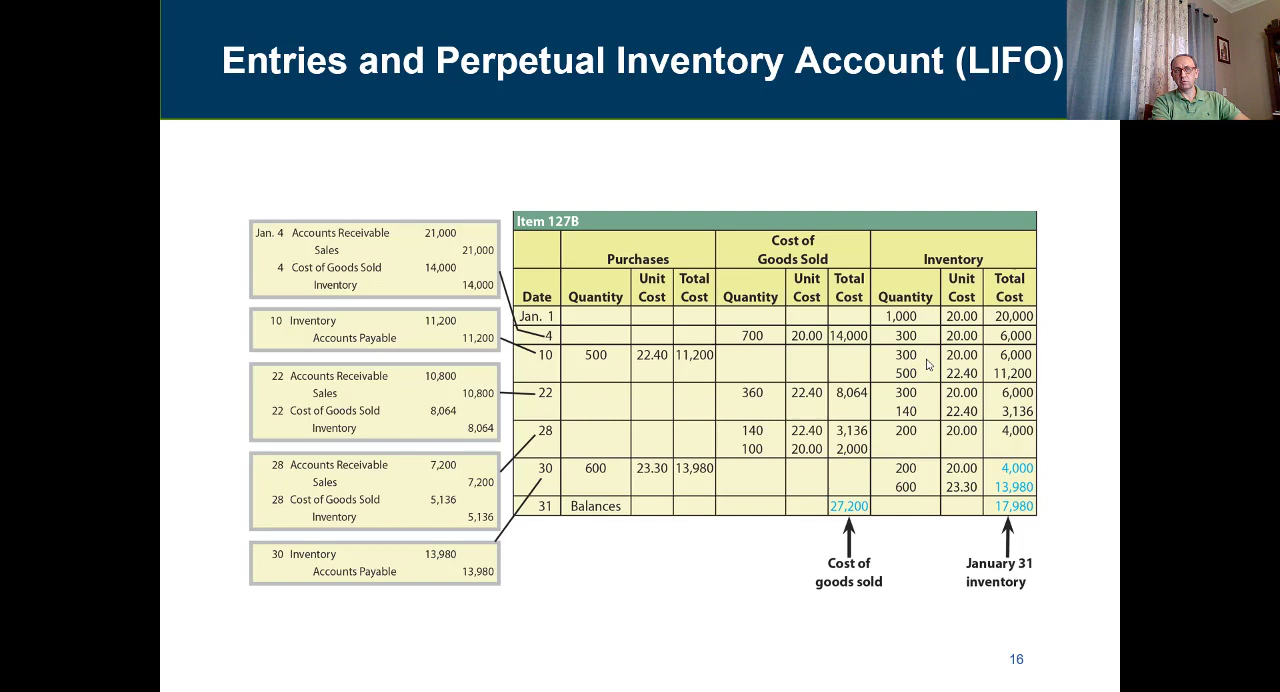 Entries and Perpetual Inventory Account (LIFO)
Jan. 4 Accounts Receivable 21,000
Sales 21,000
4 Cost of Goods Sold 14,000
Inventory 14,000
10 Inventory 11,200
Accounts Payable 11,200
22 Accounts Receivable 10,800
Sales 10,800
22 Cost of Goods Sold 8,064
Inventory 8,064
28 Accounts Receivable 7,200
Sales 7,200
28 Cost of Goods Sold 5,136
Inventory 5,136
30 Inventory 13,980
Accounts Payable 13,980
Item 127B
Purchases Cost of Goods Sold Inventory
Date Quantity Unit Cost Total Cost Quantity Unit Cost Total Cost Quantity Unit Cost Total Cost
Jan. 1 1,000 20.00 20,000
4 700 20.00 14,000 300 20.00 6,000
10 500 22.40 11,200 300 20.00 6,000
500 22.40 11,200
22 360 22.40 8,064 300 20.00 6,000
140 22.40 3,136
28 140 22.40 3,136 200 20.00 4,000
100 20.00 2,000
30 600 23.30 13,980 200 20.00 4,000
600 23.30 13,980
31 Balances 27,200 17,980
Cost of
goods sold
January 31
inventory
16